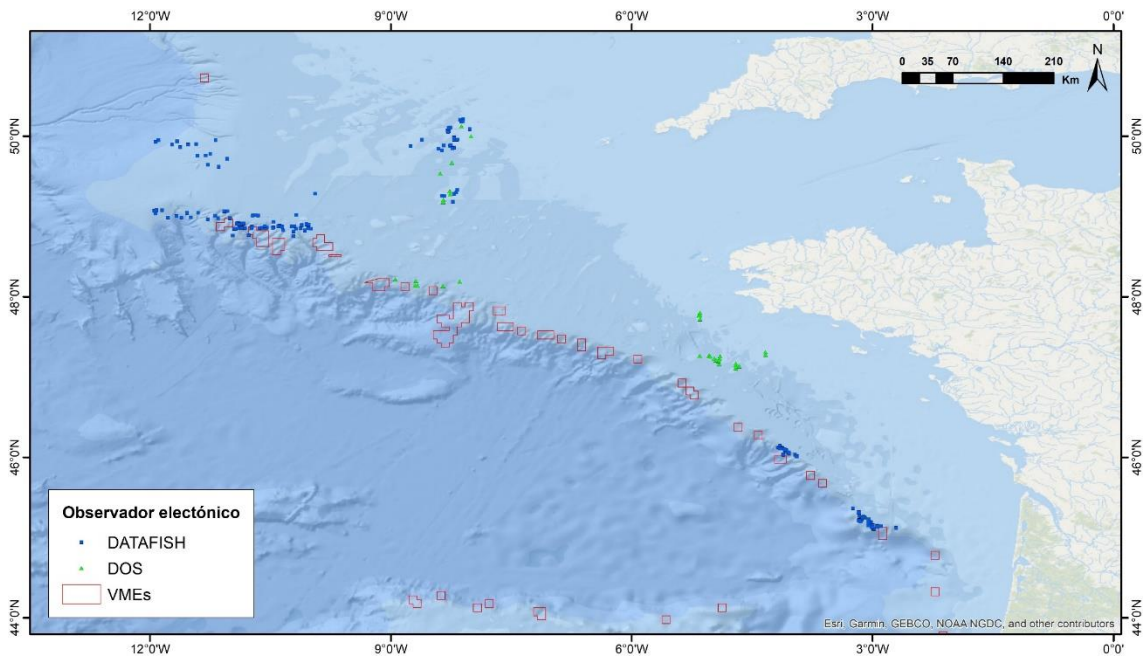 12°0'W 9°0'W 6°0'W 3°0'W 0°0'
N
0 35 70 140 210
Km
50°0'N 50°0'N
48°0'N 48°0'N
46°0'N 46°0'N
44°0'N 44°0'N
Observador electónico
DATAFISH
DOS
VMEs
Esri, Garmin, GEBCO, NOAA NGDC, and other contributors
12°0'W 9°0'W 6°0'W 3°0'W 0°0'